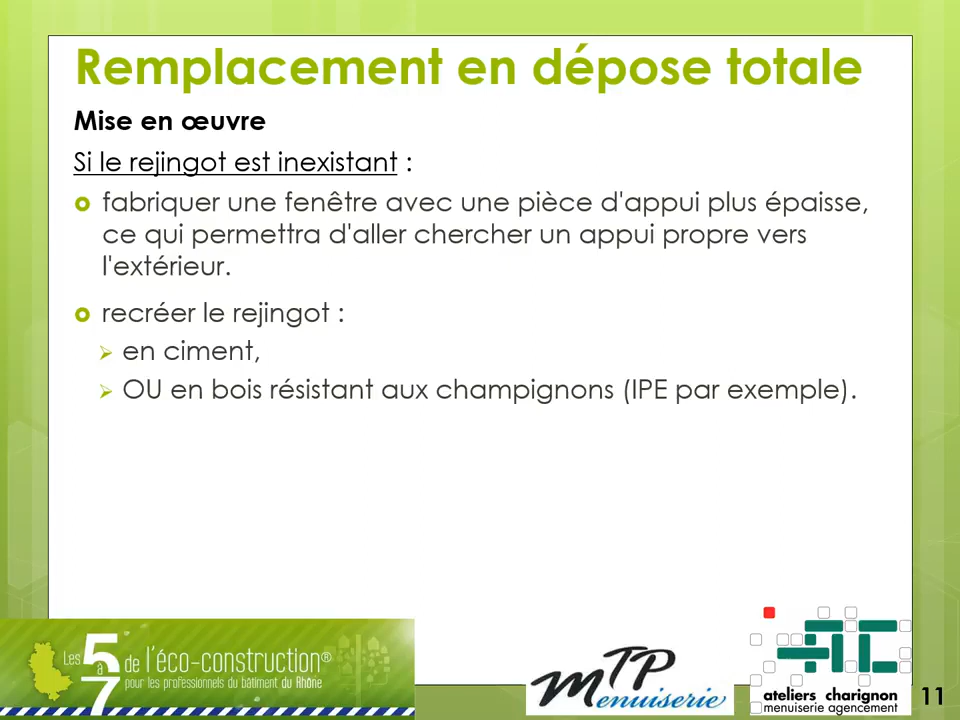 Remplacement en dépose totale
Mise en œuvre
Si le rejingot est inexistant :
fabriquer une fenêtre avec une pièce d'appui plus épaisse,
ce qui permettra d'aller chercher un appui propre vers
l'extérieur.
recréer le rejingot :
en ciment,
OU en bois résistant aux champignons (IPE par exemple).
Les 5 à 7 de l'éco-construction®
pour les professionnels du bâtiment du Rhône
MTP
Menuiserie
AC
ateliers charignon
menuiserie agencement
11